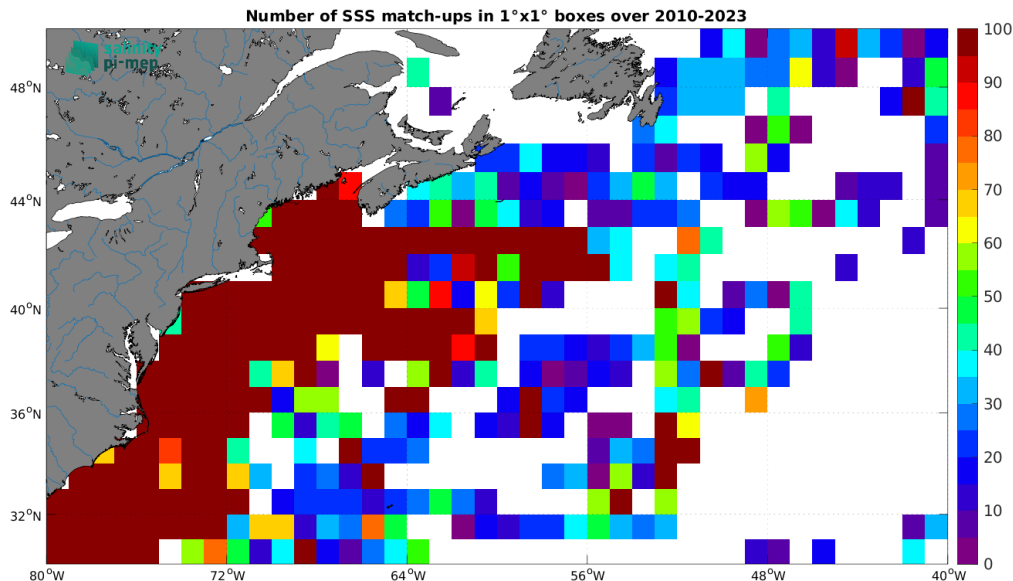 Number of SSS match-ups in 1°x1° boxes over 2010-2023
salinity
pi-mep
48°N
44°N
40°N
36°N
32°N
80°W
72°W
64°W
56°W
48°W
40°W
100
90
80
70
60
50
40
30
20
10
0